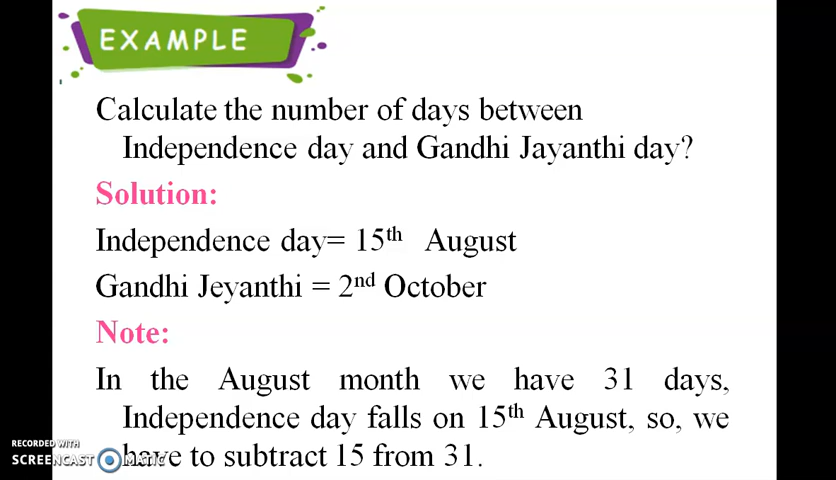 EXAMPLE
Calculate the number of days between
Independence day and Gandhi Jayanthi day?
Solution:
Independence day= 15th August
Gandhi Jeyanthi = 2nd October
Note:
In the August month we have 31 days,
Independence day falls on 15th August, so, we
have to subtract 15 from 31.
RECORDED WITH
SCREENCAST MATIC